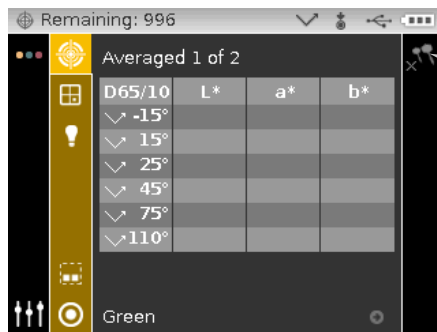 Remaining: 996
Averaged 1 of 2
D65/10 L* a* b*
-15°
15°
25°
45°
75°
110°
Green